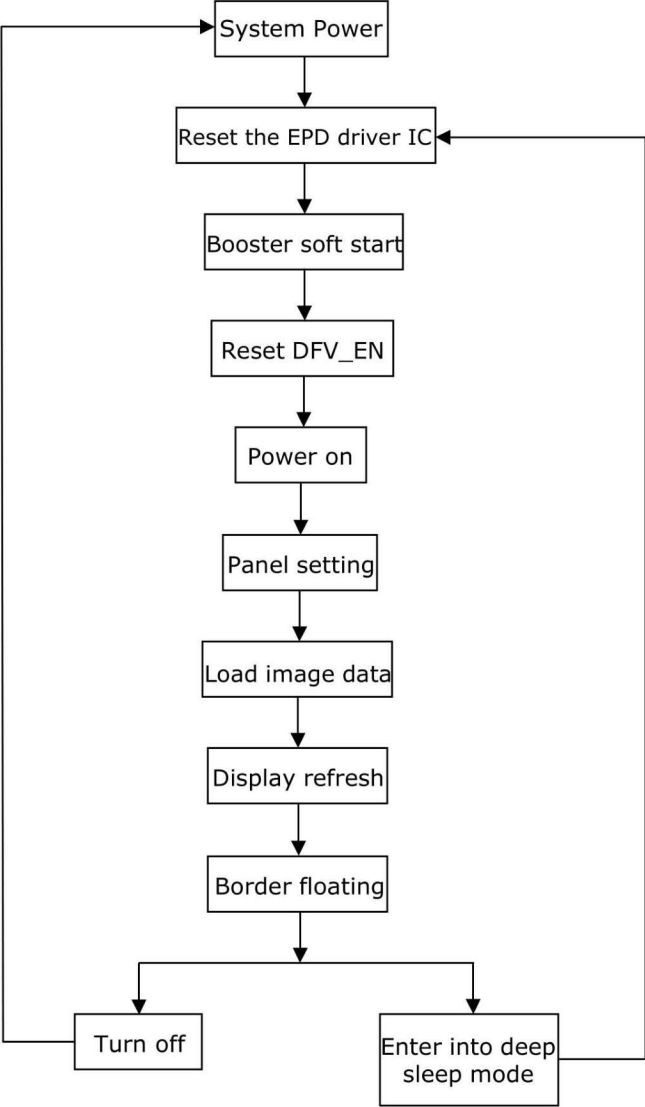 System Power
Reset the EPD driver IC
Booster soft start
Reset DFV_EN
Power on
Panel setting
Load image data
Display refresh
Border floating
Turn off
Enter into deep
sleep mode